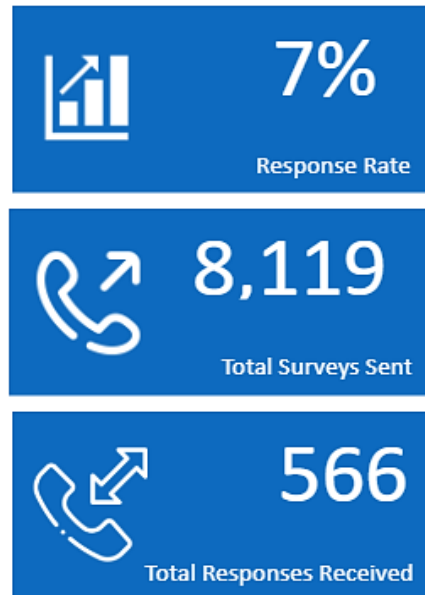 7%
Response Rate
8,119
Total Surveys Sent
566
Total Responses Received